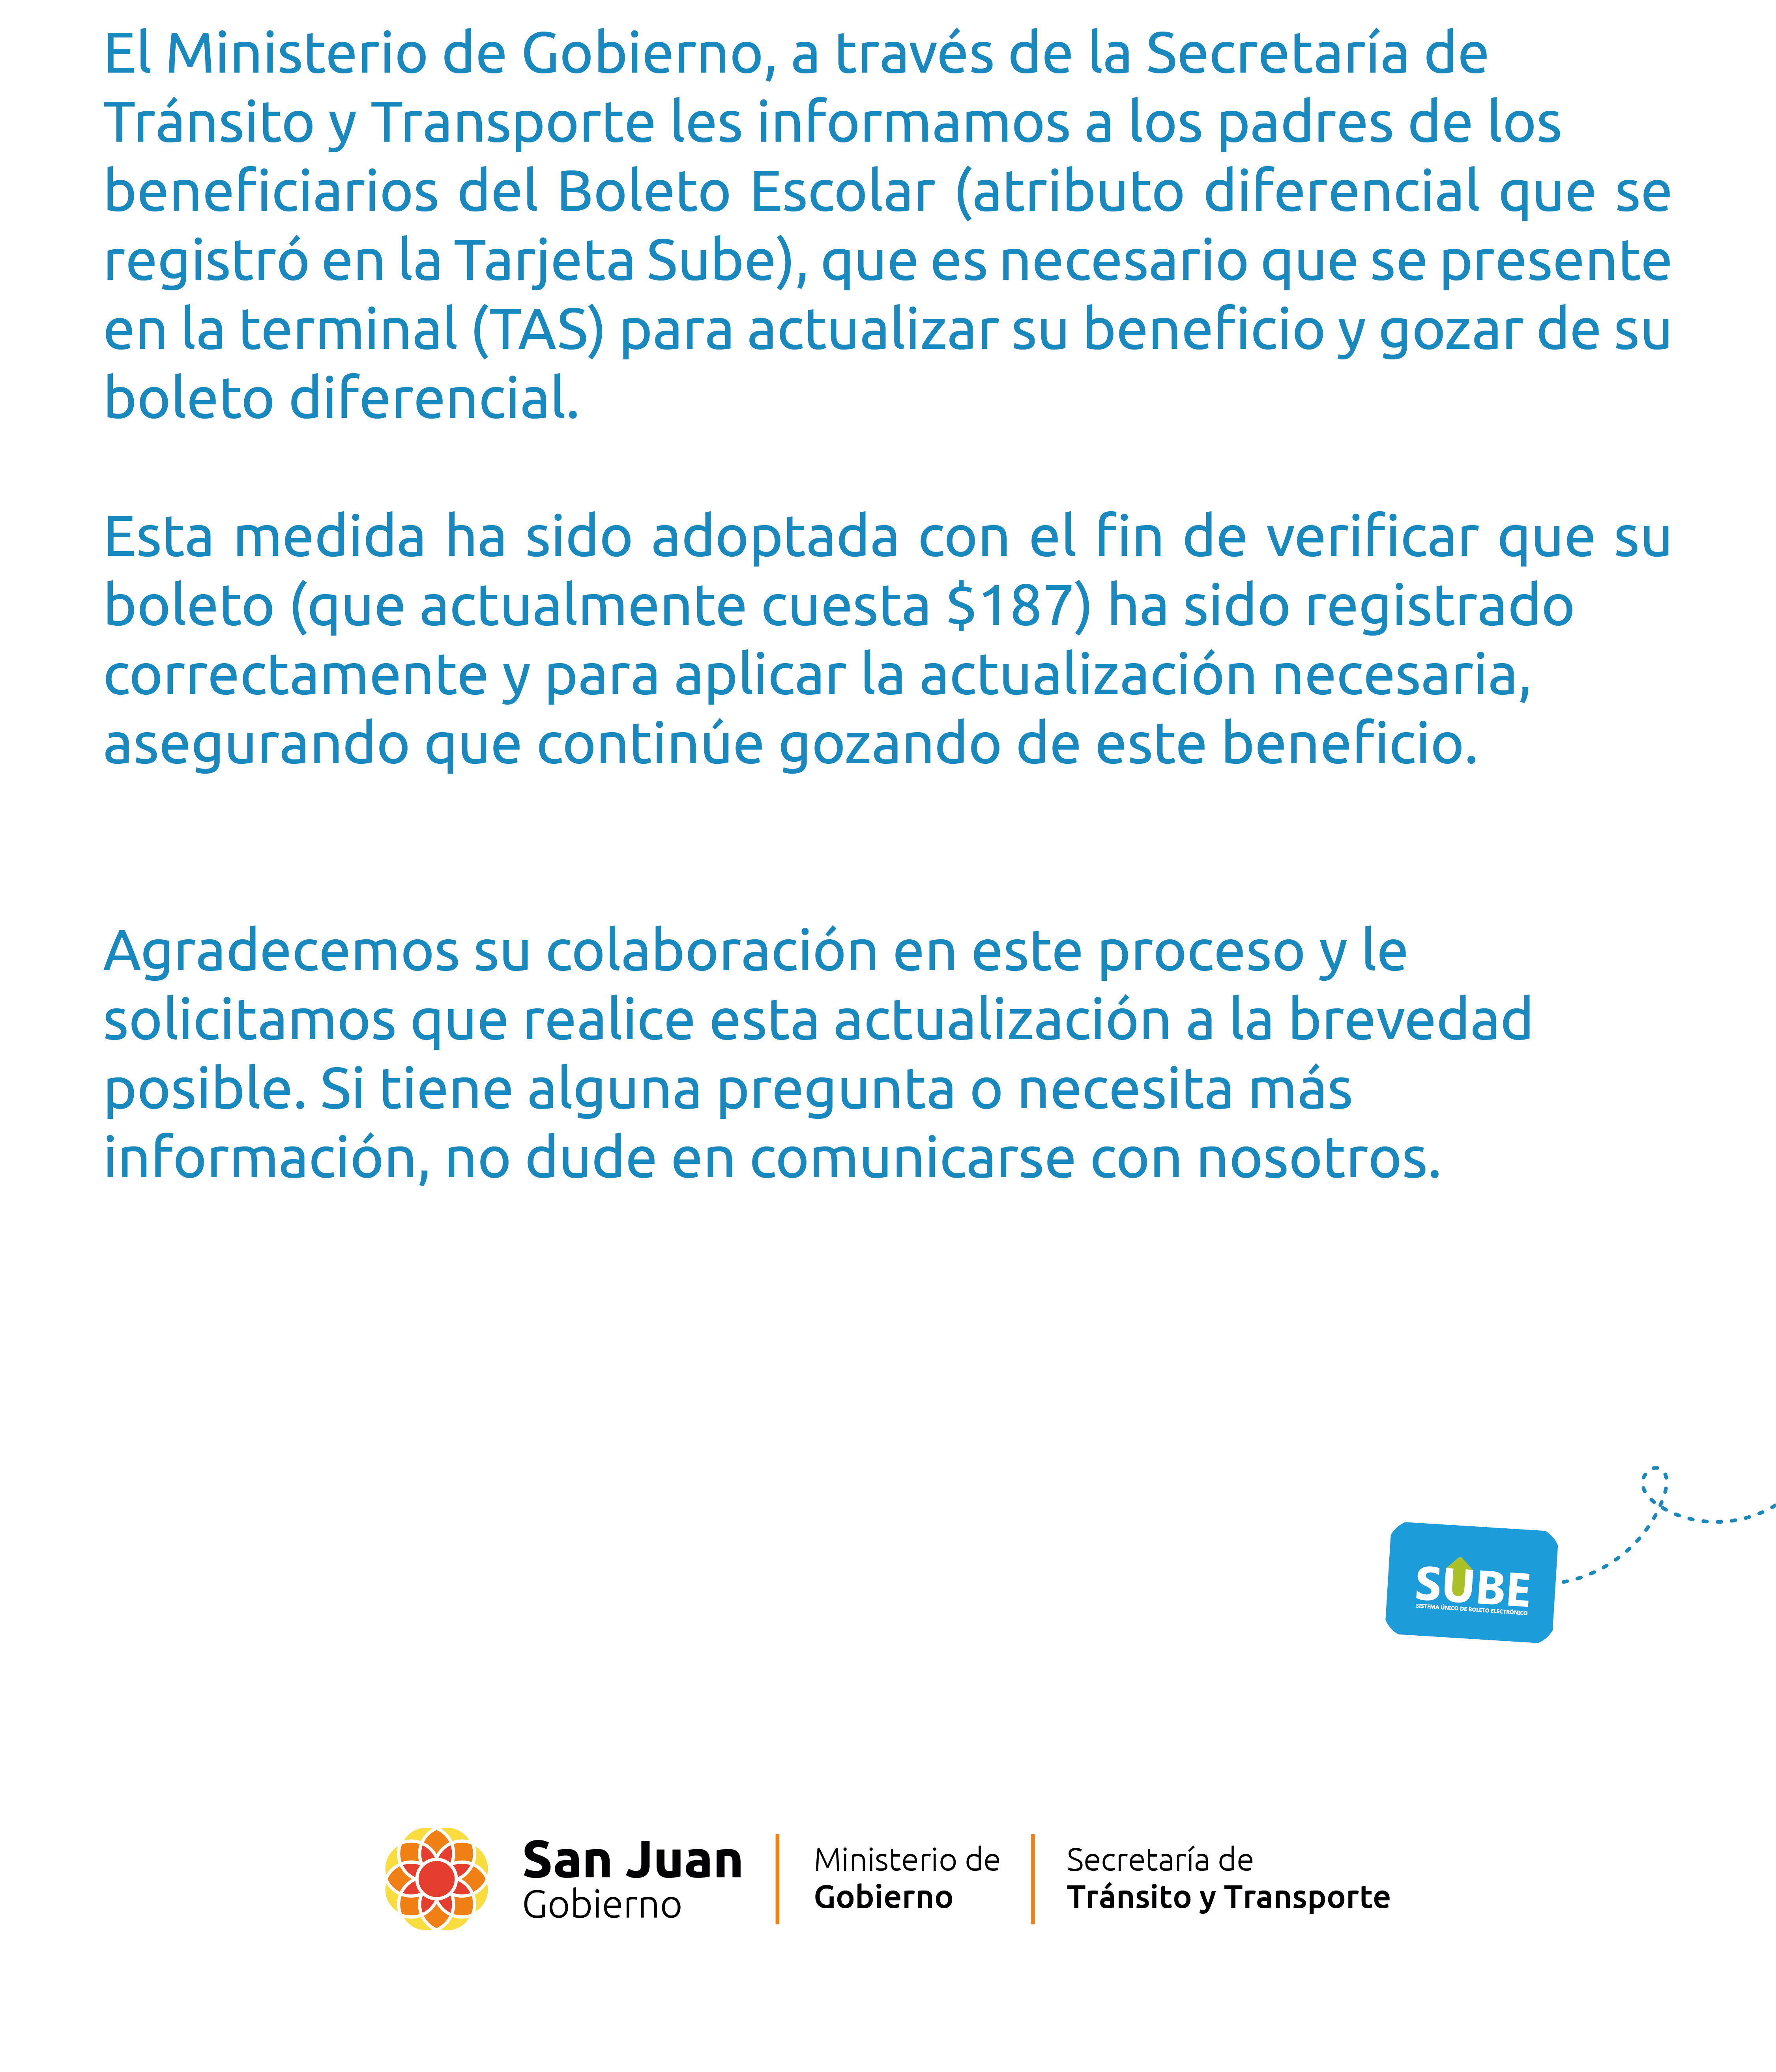 El Ministerio de Gobierno, a través de la Secretaría de
Tránsito y Transporte les informamos a los padres de los
beneficiarios del Boleto Escolar (atributo diferencial que se
registró en la Tarjeta Sube), que es necesario que se presente
en la terminal (TAS) para actualizar su beneficio y gozar de su
boleto diferencial.
Esta medida ha sido adoptada con el fin de verificar que su
boleto (que actualmente cuesta $187) ha sido registrado
correctamente y para aplicar la actualización necesaria,
asegurando que continúe gozando de este beneficio.
Agradecemos su colaboración en este proceso y le
solicitamos que realice esta actualización a la brevedad
posible. Si tiene alguna pregunta o necesita más
información, no dude en comunicarse con nosotros.
SUBE
SISTEMA ÚNICO DE BOLETO ELECTRÓNICO
San Juan
Gobierno
Ministerio de
Gobierno
Secretaría de
Tránsito y Transporte